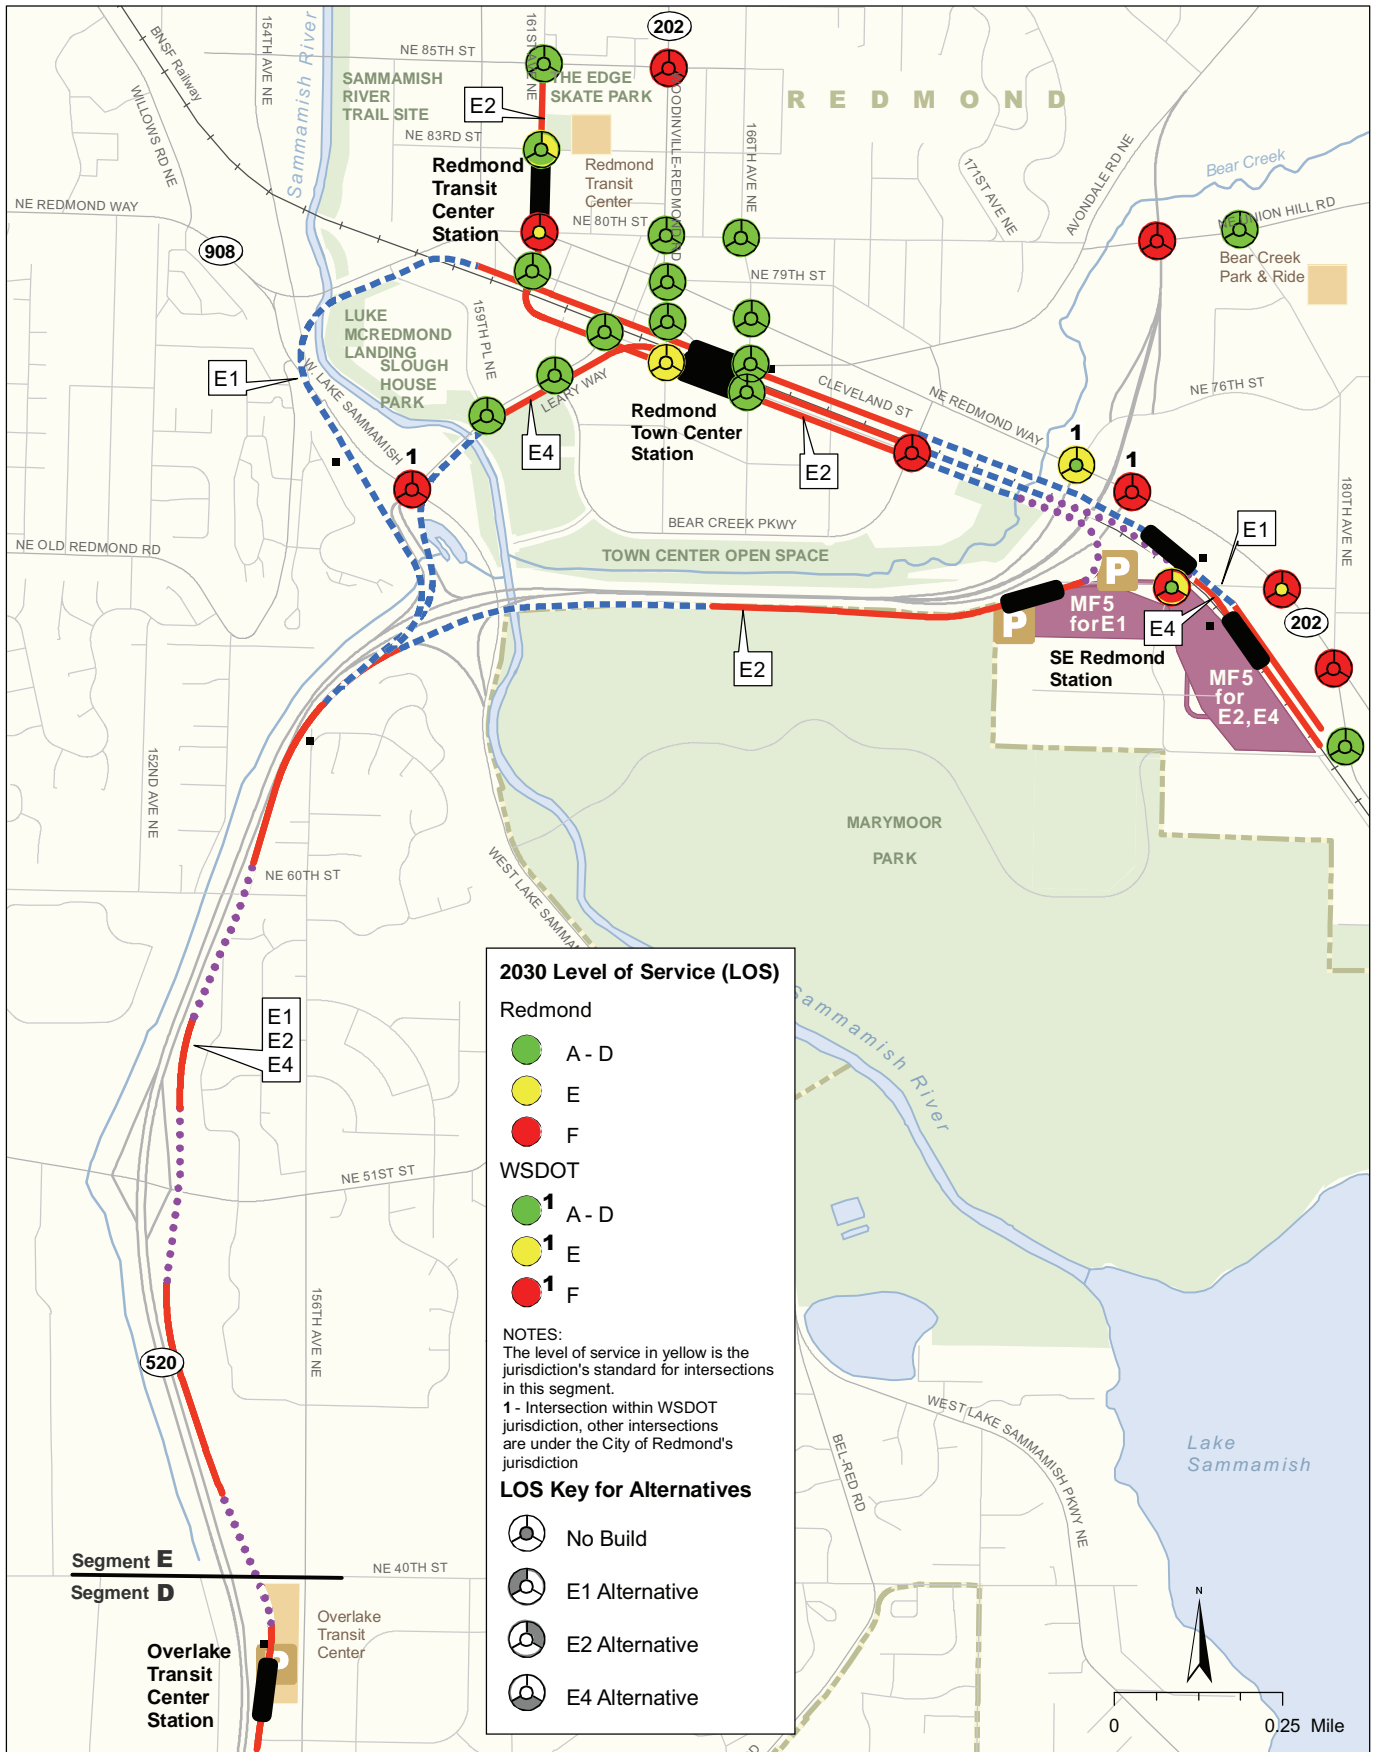 202
NE 85TH ST
161ST AVE NE
154TH AVE NE
BNSF Railway
WILLOWS RD NE
Sammamish River
SAMMAMISH
RIVER
TRAIL SITE
THE EDGE
SKATE PARK
REDMOND
E2
NE 83RD ST
Redmond
Transit
Center
Station
Redmond
Transit
Center
166TH AVE NE
171ST AVE NE
AVONDALE RD NE
Bear Creek
NE REDMOND WAY
908
NE 80TH ST
NE UNION HILL RD
Bear Creek
Park & Ride
NE 79TH ST
LUKE
MCREDMOND
LANDING
SLOUGH
HOUSE
PARK
159TH PL NE
E1
W. LAKE SAMMAMISH
LEARY WAY
E4
Redmond
Town Center
Station
CLEVELAND ST
NE REDMOND WAY
NE 76TH ST
E2
1
1
1
180TH AVE NE
NE OLD REDMOND RD
BEAR CREEK PKWY
TOWN CENTER OPEN SPACE
E1
P
P
MF5
for E1
E4
202
SE Redmond
Station
MF5
for
E2, E4
E2
152ND AVE NE
MARYMOOR
PARK
NE 60TH ST
WEST LAKE SAMMA
E1
E2
E4
Sammamish River
NE 51ST ST
156TH AVE NE
520
2030 Level of Service (LOS)
Redmond
A - D
E
F
WSDOT
1 A - D
1 E
1 F
NOTES:
The level of service in yellow is the
jurisdiction's standard for intersections
in this segment.
1 - Intersection within WSDOT
jurisdiction, other intersections
are under the City of Redmond's
jurisdiction
LOS Key for Alternatives
No Build
E1 Alternative
E2 Alternative
E4 Alternative
WEST LAKE SAMMAMISH PKWY NE
BEL-RED RD
Lake
Sammamish
Segment E
Segment D
NE 40TH ST
Overlake
Transit
Center
P
Overlake
Transit
Center
Station
N
0
0.25 Mile